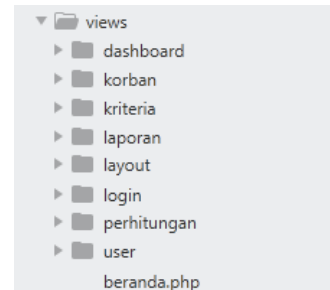 views
dashboard
korban
kriteria
laporan
layout
login
perhitungan
user
beranda.php